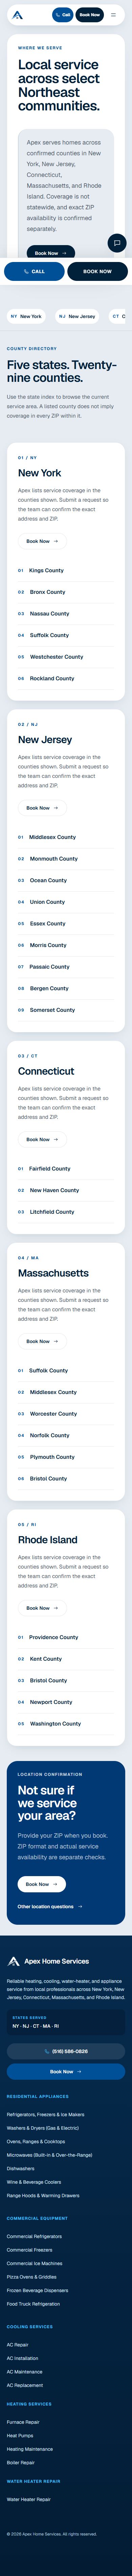 Call
Book Now
WHERE WE SERVE
Local service
across select
Northeast
communities.
Apex serves homes across
confirmed counties in New
York, New Jersey,
Connecticut,
Massachusetts, and Rhode
Island. Exact ZIP
availability is confirmed
separately.
Book Now →
CALL
BOOK NOW
NY New York
NJ New Jersey
CT C
COUNTY DIRECTORY
Five states. Twenty-
nine counties.
Use the state index to browse the current
service area. A listed county does not imply
coverage in every ZIP within it.
01 / NY
New York
Apex lists service coverage in the
counties shown. Submit a request so
the team can confirm the exact
address and ZIP.
Book Now →
01 Kings County
02 Bronx County
03 Nassau County
04 Suffolk County
05 Westchester County
06 Rockland County
02 / NJ
New Jersey
Apex lists service coverage in the
counties shown. Submit a request so
the team can confirm the exact
address and ZIP.
Book Now →
01 Middlesex County
02 Monmouth County
03 Ocean County
04 Union County
05 Essex County
06 Morris County
07 Passaic County
08 Bergen County
09 Somerset County
03 / CT
Connecticut
Apex lists service coverage in the
counties shown. Submit a request so
the team can confirm the exact
address and ZIP.
Book Now →
01 Fairfield County
02 New Haven County
03 Litchfield County
04 / MA
Massachusetts
Apex lists service coverage in the
counties shown. Submit a request so
the team can confirm the exact
address and ZIP.
Book Now →
01 Suffolk County
02 Middlesex County
03 Worcester County
04 Norfolk County
05 Plymouth County
06 Bristol County
05 / RI
Rhode Island
Apex lists service coverage in the
counties shown. Submit a request so
the team can confirm the exact
address and ZIP.
Book Now →
01 Providence County
02 Kent County
03 Bristol County
04 Newport County
05 Washington County
LOCATION CONFIRMATION
Not sure if
we service
your area?
Provide your ZIP when you book.
ZIP format and actual service
availability are separate checks.
Book Now →
Other location questions →
Apex Home Services
Reliable heating, cooling, water-heater, and appliance
service from local professionals across New York, New
Jersey, Connecticut, Massachusetts, and Rhode Island.
STATES SERVED
NY · NJ · CT · MA · RI
(516) 586-0826
Book Now →
RESIDENTIAL APPLIANCES
Refrigerators, Freezers & Ice Makers
Washers & Dryers (Gas & Electric)
Ovens, Ranges & Cooktops
Dishwashers
Microwaves (Built-in & Over-the-Range)
Wine & Beverage Coolers
Range Hoods & Warming Drawers
COMMERCIAL EQUIPMENT
Commercial Refrigerators
Commercial Freezers
Commercial Ice Machines
Pizza Ovens & Griddles
Frozen Beverage Dispensers
Food Truck Refrigeration
COOLING SERVICES
AC Repair
AC Installation
AC Maintenance
AC Replacement
HEATING SERVICES
Furnace Repair
Heat Pumps
Heating Maintenance
Boiler Repair
WATER HEATER REPAIR
Water Heater Repair
© 2026 Apex Home Services. All rights reserved.